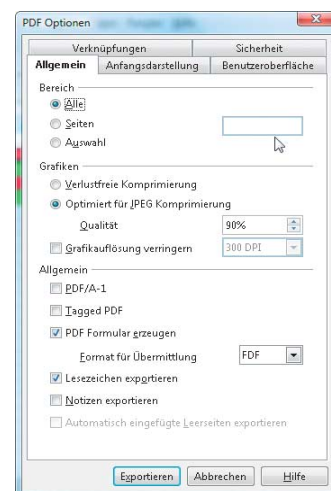 PDF Optionen
Verknüpfungen Sicherheit
Allgemein Anfangsdarstellung Benutzeroberfläche
Bereich
Alle
Seiten
Auswahl
Grafiken
Verlustfreie Komprimierung
Optimiert für JPEG Komprimierung
Qualität 90%
Grafikauflösung verringern 300 DPI
Allgemein
PDF/A-1
Tagged PDF
PDF Formular erzeugen
Format für Übermittlung FDF
Lesezeichen exportieren
Notizen exportieren
Automatisch eingefügte Leerseiten exportieren
Exportieren Abbrechen Hilfe